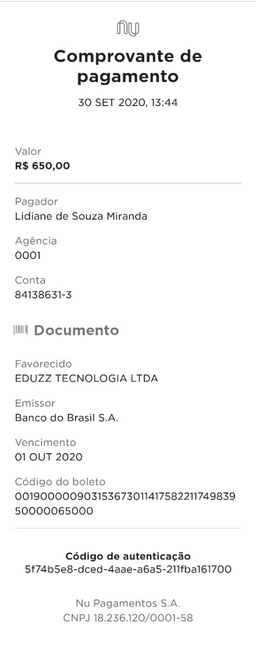 nu
Comprovante de
pagamento
30 SET 2020, 13:44
Valor
R$ 650,00
Pagador
Lidiane de Souza Miranda
Agência
0001
Conta
84138631-3
Documento
Favorecido
EDUZZ TECNOLOGIA LTDA
Emissor
Banco do Brasil S.A.
Vencimento
01 OUT 2020
Código do boleto
001900000903153673011417582211749839
50000065000
Código de autenticação
5f74b5e8-dced-4aae-a6a5-211fba161700
Nu Pagamentos S.A.
CNPJ 18.236.120/0001-58